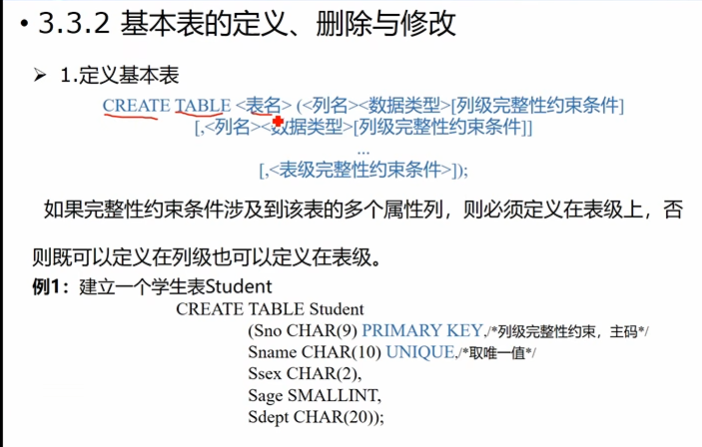 • 3.3.2 基本表的定义、删除与修改
➢ 1.定义基本表
CREATE TABLE <表名> (<列名><数据类型>[列级完整性约束条件]
[,<列名><数据类型>[列级完整性约束条件]]
...
[,<表级完整性约束条件>]);
如果完整性约束条件涉及到该表的多个属性列，则必须定义在表级上，否
则既可以定义在列级也可以定义在表级。
例1：建立一个学生表Student
CREATE TABLE Student
(Sno CHAR(9) PRIMARY KEY,/*列级完整性约束，主码*/
Sname CHAR(10) UNIQUE,/*取唯一值*/
Ssex CHAR(2),
Sage SMALLINT,
Sdept CHAR(20));